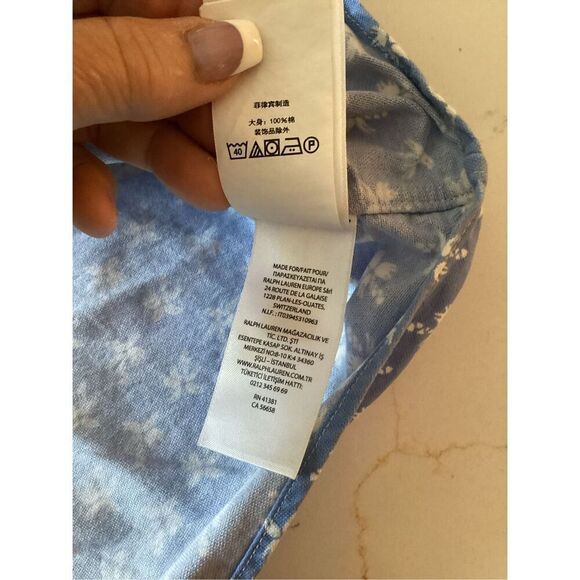 菲律宾制造
大身：100%棉
装饰品除外
40 P
MADE FOR/FAIT POUR/
ΠΑΡΑΣΚΕΥΑΖΕΤΑΙ ΓΙΑ
RALPH LAUREN EUROPE Sàrl
24 ROUTE DE LA GALAISE
1228 PLAN-LES-OUATES,
SWITZERLAND
N.I.F. : IT03945310963
RALPH LAUREN MAĞAZACILIK VE
TİC. LTD. ŞTİ
ESENTEPE KASAP SOK. ALTINAY İŞ
MERKEZİ NO:8-10 K:4 34360
ŞİŞLİ - İSTANBUL
WWW.RALPHLAUREN.COM.TR
TÜKETİCİ İLETİŞİM HATTI:
0212 345 69 69
RN 41381
CA 56658